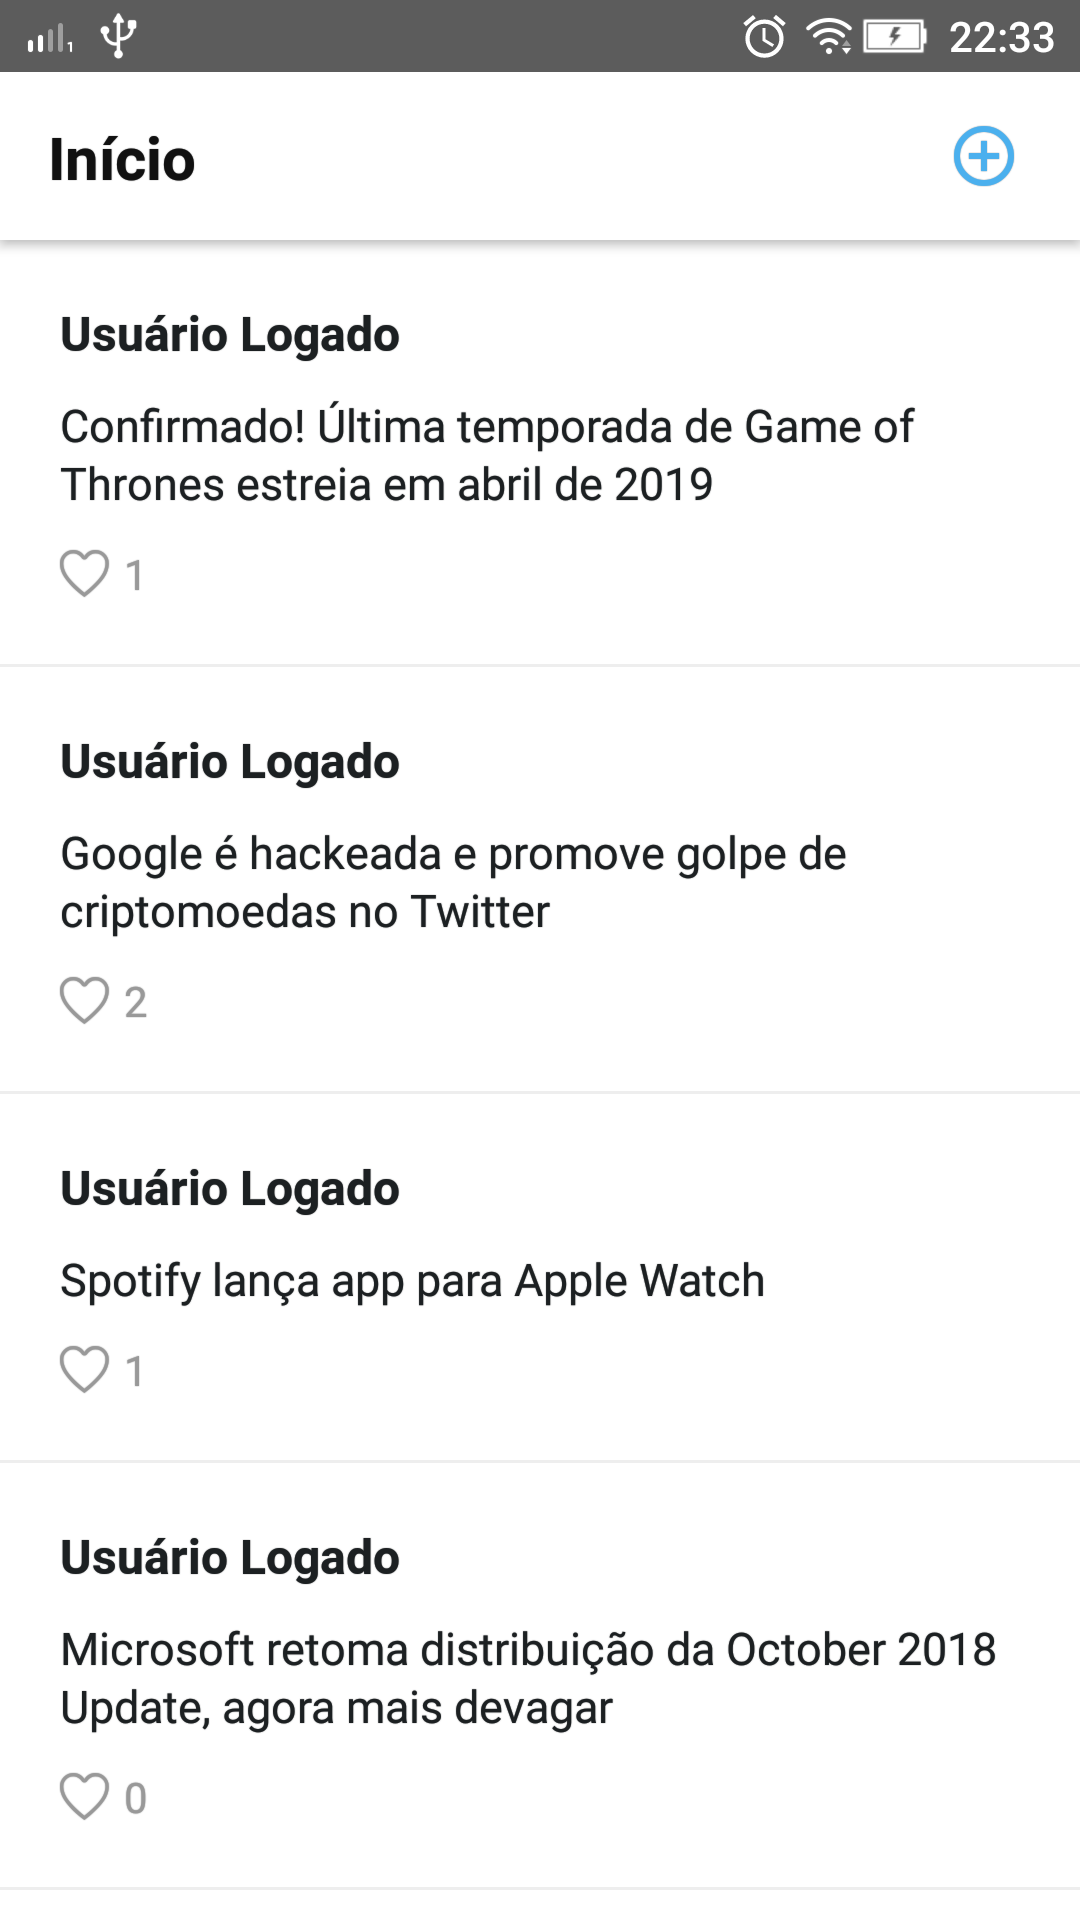 1 22:33
Início
Usuário Logado
Confirmado! Última temporada de Game of
Thrones estreia em abril de 2019
1
Usuário Logado
Google é hackeada e promove golpe de
criptomoedas no Twitter
2
Usuário Logado
Spotify lança app para Apple Watch
1
Usuário Logado
Microsoft retoma distribuição da October 2018
Update, agora mais devagar
0